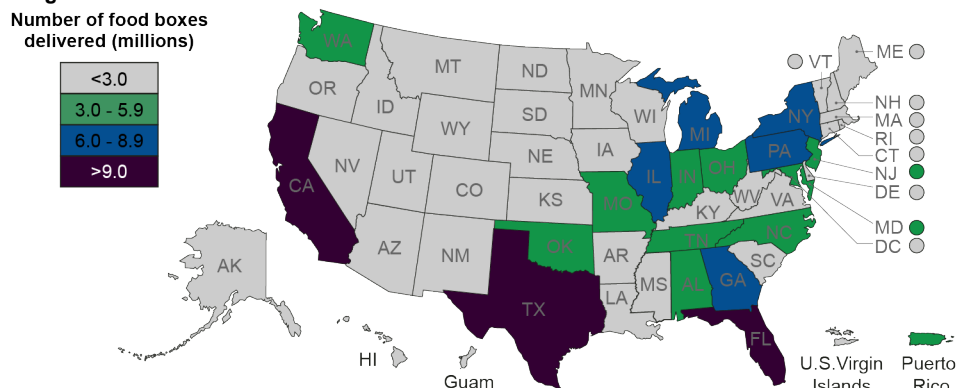 Number of food boxes
delivered (millions)
<3.0
3.0 - 5.9
6.0 - 8.9
>9.0
WA
MT
ND
MN
VT
ME
OR
ID
SD
WI
MI
NY
NH
MA
RI
CT
NJ
DE
MD
DC
WY
NE
IA
PA
NV
UT
CO
KS
MO
IL
IN
OH
WV
VA
KY
CA
AZ
NM
OK
AR
TN
NC
SC
TX
LA
MS
AL
GA
FL
AK
HI
Guam
U.S.Virgin
Islands
Puerto
Rico